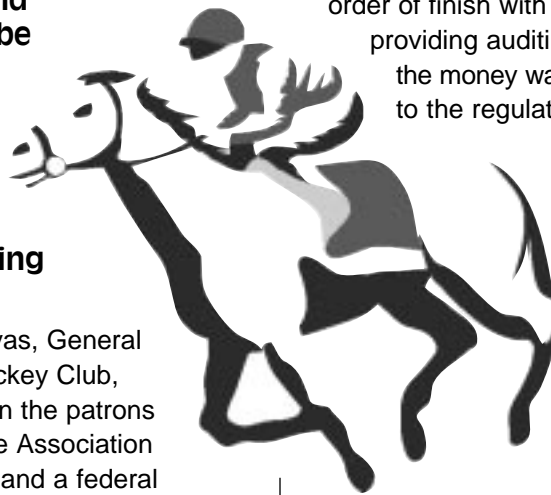 be
ing
vas, General
ckey Club,
n the patrons
e Association
and a federal
order of finish with
providing auditi
the money wa
to the regulat